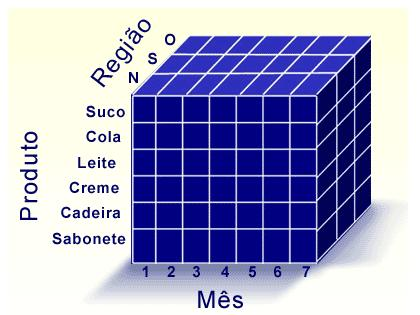 Região
N S O
Produto
Suco
Cola
Leite
Creme
Cadeira
Sabonete
1 2 3 4 5 6 7
Mês